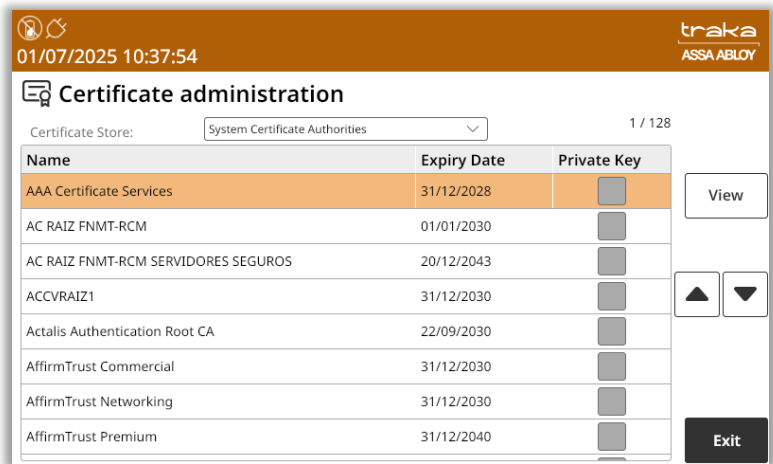 traka
01/07/2025 10:37:54
ASSA ABLOY
Certificate administration
Certificate Store: System Certificate Authorities 1 / 128
Name Expiry Date Private Key
AAA Certificate Services 31/12/2028
View
AC RAIZ FNMT-RCM 01/01/2030
AC RAIZ FNMT-RCM SERVIDORES SEGUROS 20/12/2043
ACCVRAIZ1 31/12/2030
Actalis Authentication Root CA 22/09/2030
AffirmTrust Commercial 31/12/2030
AffirmTrust Networking 31/12/2030
AffirmTrust Premium 31/12/2040
Exit